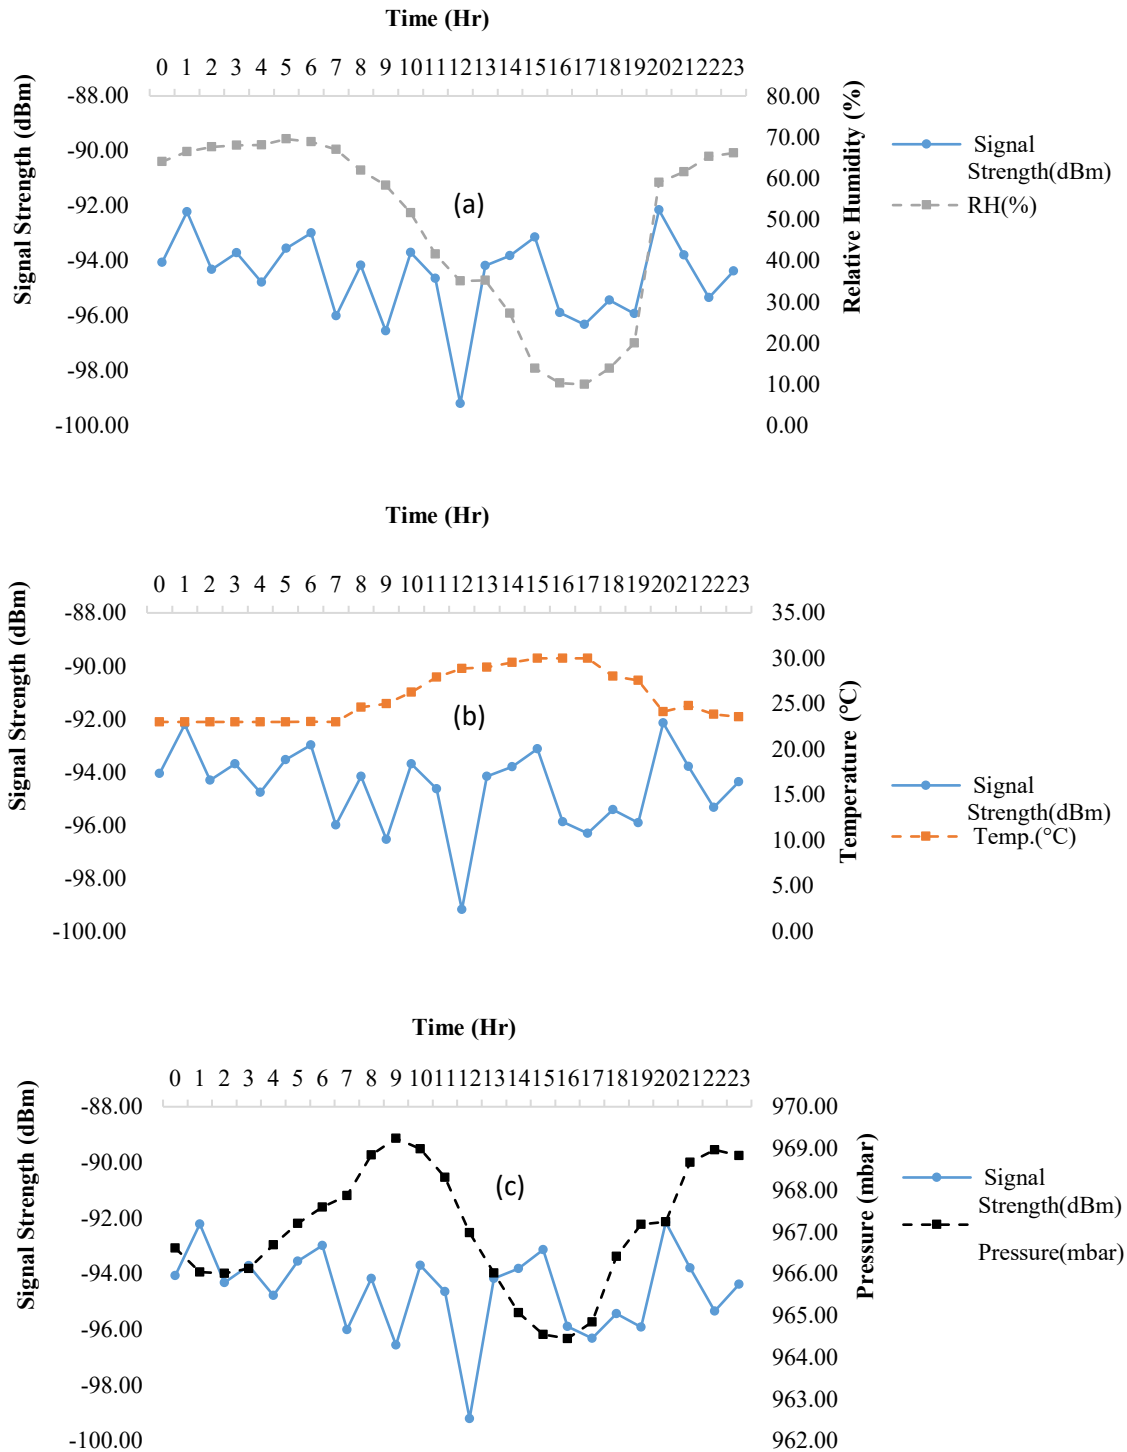 Time (Hr)
0 1 2 3 4 5 6 7 8 9 10 11 12 13 14 15 16 17 18 19 20 21 22 23
Signal Strength (dBm)
-88.00
-90.00
-92.00
-94.00
-96.00
-98.00
-100.00
(a)
80.00
70.00
60.00
50.00
40.00
30.00
20.00
10.00
0.00
Relative Humidity (%)
Signal
Strength(dBm)
RH(%)
Time (Hr)
0 1 2 3 4 5 6 7 8 9 10 11 12 13 14 15 16 17 18 19 20 21 22 23
Signal Strength (dBm)
-88.00
-90.00
-92.00
-94.00
-96.00
-98.00
-100.00
(b)
35.00
30.00
25.00
20.00
15.00
10.00
5.00
0.00
Temperature (°C)
Signal
Strength(dBm)
Temp.(°C)
Time (Hr)
0 1 2 3 4 5 6 7 8 9 10 11 12 13 14 15 16 17 18 19 20 21 22 23
Signal Strength (dBm)
-88.00
-90.00
-92.00
-94.00
-96.00
-98.00
-100.00
(c)
970.00
969.00
968.00
967.00
966.00
965.00
964.00
963.00
962.00
Pressure (mbar)
Signal
Strength(dBm)
Pressure(mbar)